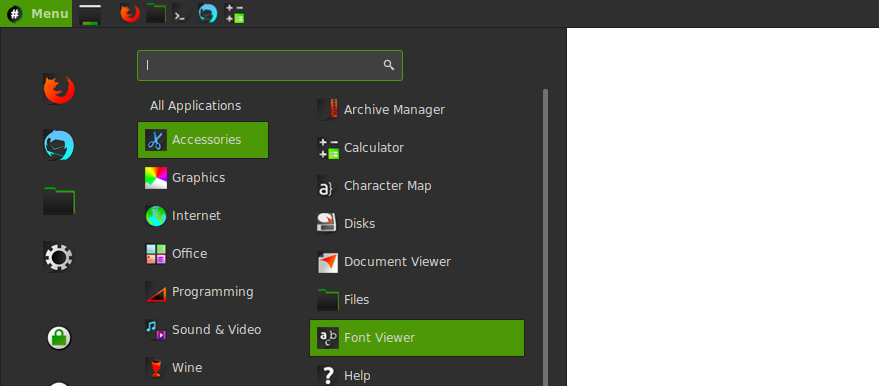 # Menu
All Applications
Accessories
Graphics
Internet
Office
Programming
Sound & Video
Wine
Archive Manager
Calculator
Character Map
Disks
Document Viewer
Files
Font Viewer
Help